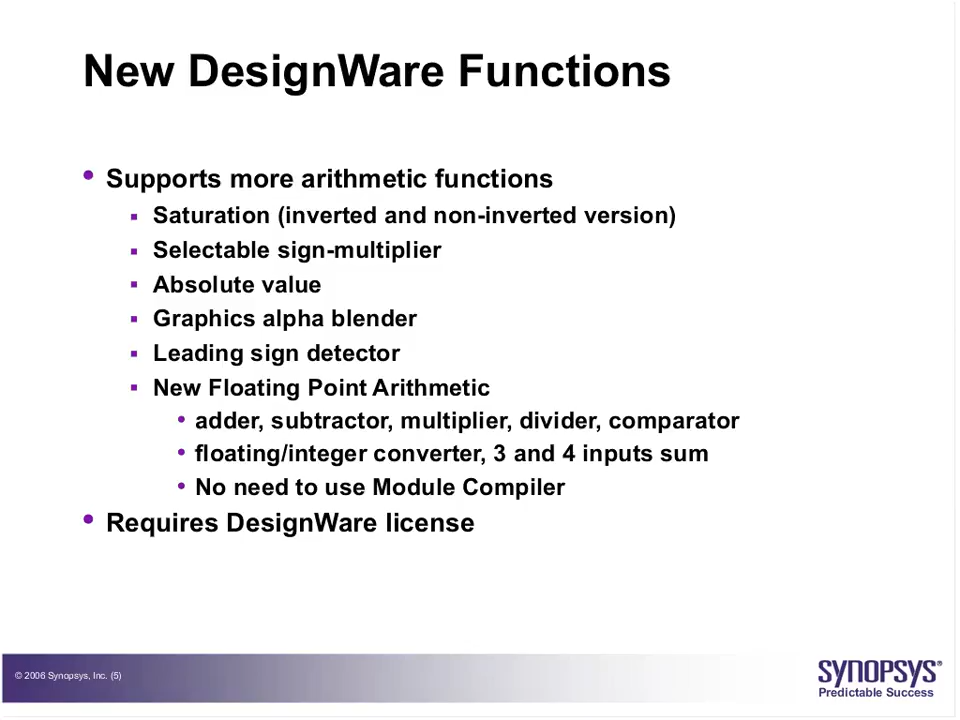 New DesignWare Functions
• Supports more arithmetic functions
▪ Saturation (inverted and non-inverted version)
▪ Selectable sign-multiplier
▪ Absolute value
▪ Graphics alpha blender
▪ Leading sign detector
▪ New Floating Point Arithmetic
• adder, subtractor, multiplier, divider, comparator
• floating/integer converter, 3 and 4 inputs sum
• No need to use Module Compiler
• Requires DesignWare license
© 2006 Synopsys, Inc. (5)
SYNOPSYS®
Predictable Success